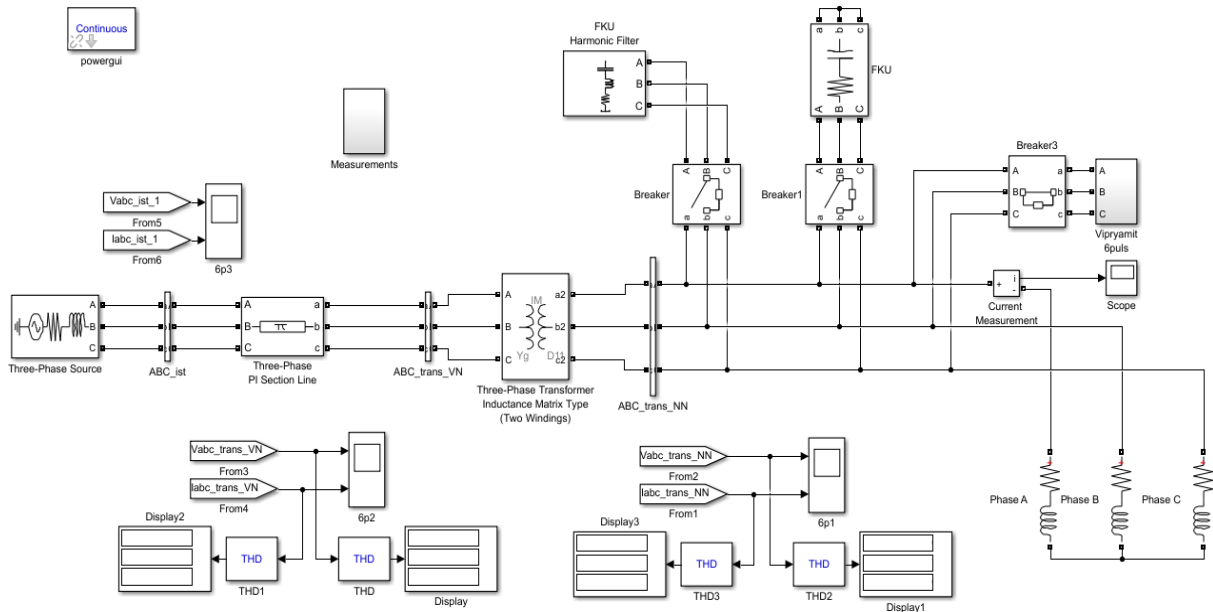 Continuous
powergui
Measurements
FKU
Harmonic Filter
A
B
C
a
b
c
FKU
A
B
C
A
B
C
Breaker
a
b
c
A
B
C
Breaker1
a
b
c
Breaker3
A
B
C
a
b
c
A
B
C
Vipryamit
6puls
Vabc_ist_1
From5
Iabc_ist_1
From6
6p3
A
B
C
Three-Phase Source
ABC_ist
A
B
C
a
b
c
Three-Phase
PI Section Line
ABC_trans_VN
A
B
C
IM
Yg
D11
a2
b2
c2
Three-Phase Transformer
Inductance Matrix Type
(Two Windings)
ABC_trans_NN
+
i
-
Current
Measurement
Scope
Phase A
Phase B
Phase C
Vabc_trans_VN
From3
Iabc_trans_VN
From4
6p2
Display2
THD
THD1
THD
THD
Display
Vabc_trans_NN
From2
Iabc_trans_NN
From1
6p1
Display3
THD
THD3
THD
THD2
Display1